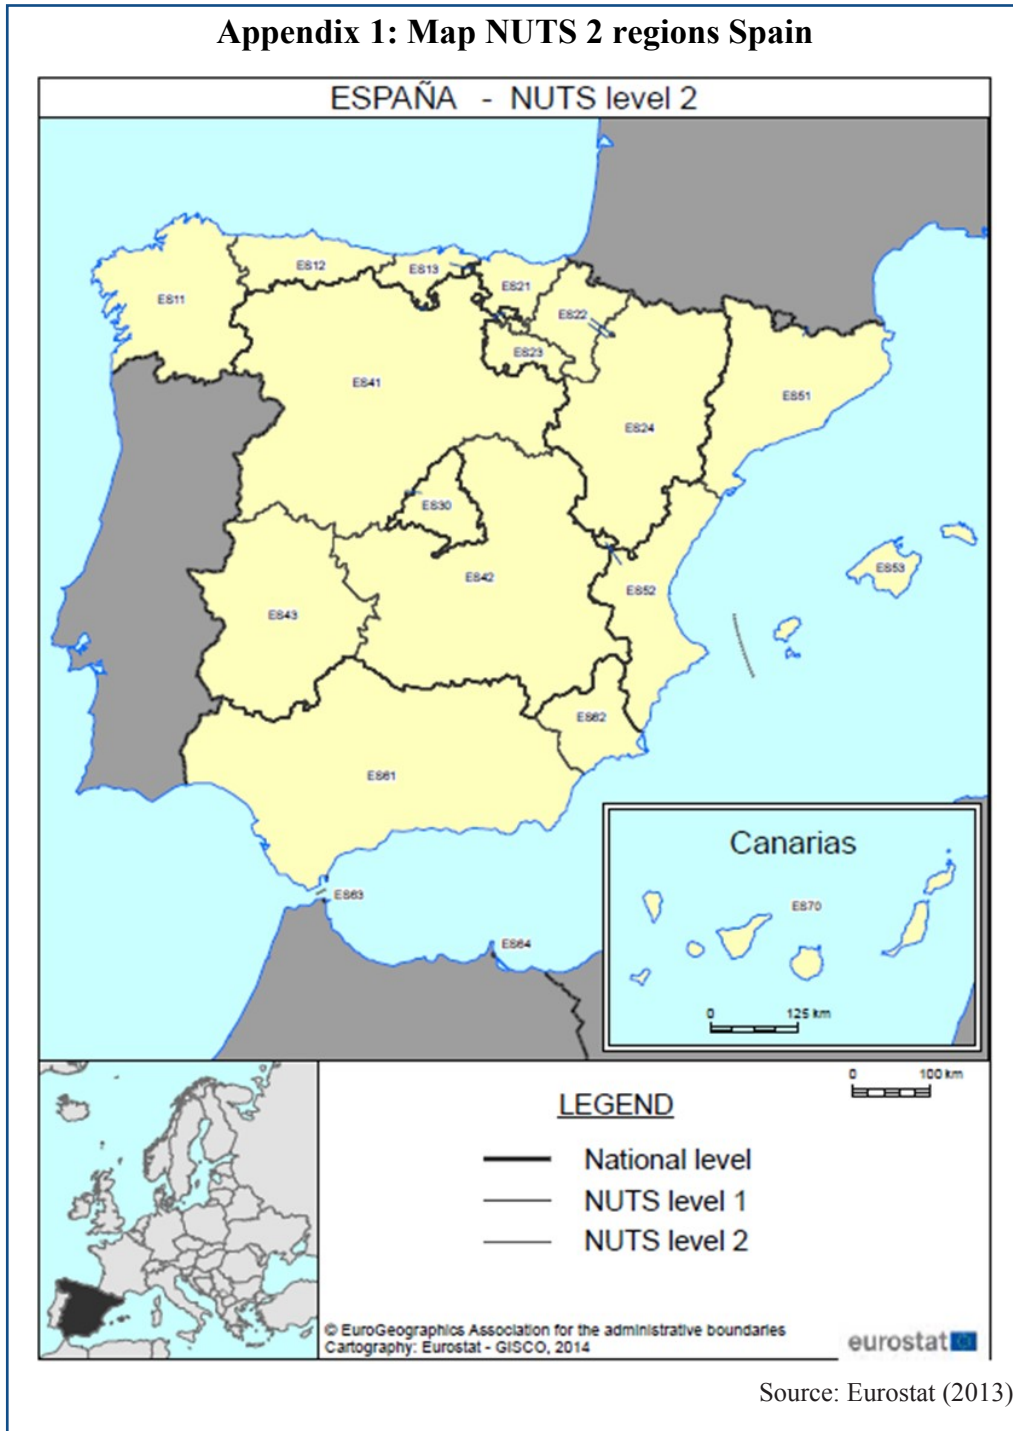 Appendix 1: Map NUTS 2 regions Spain
ESPAÑA - NUTS level 2
ES12
ES13
ES21
ES11
ES22
ES23
ES41
ES51
ES24
ES30
ES53
ES42
ES52
ES43
ES62
ES61
Canarias
ES63
ES70
ES64
0 125 km
0 100 km
LEGEND
National level
NUTS level 1
NUTS level 2
© EuroGeographics Association for the administrative boundaries
Cartography: Eurostat - GISCO, 2014
eurostat
Source: Eurostat (2013)